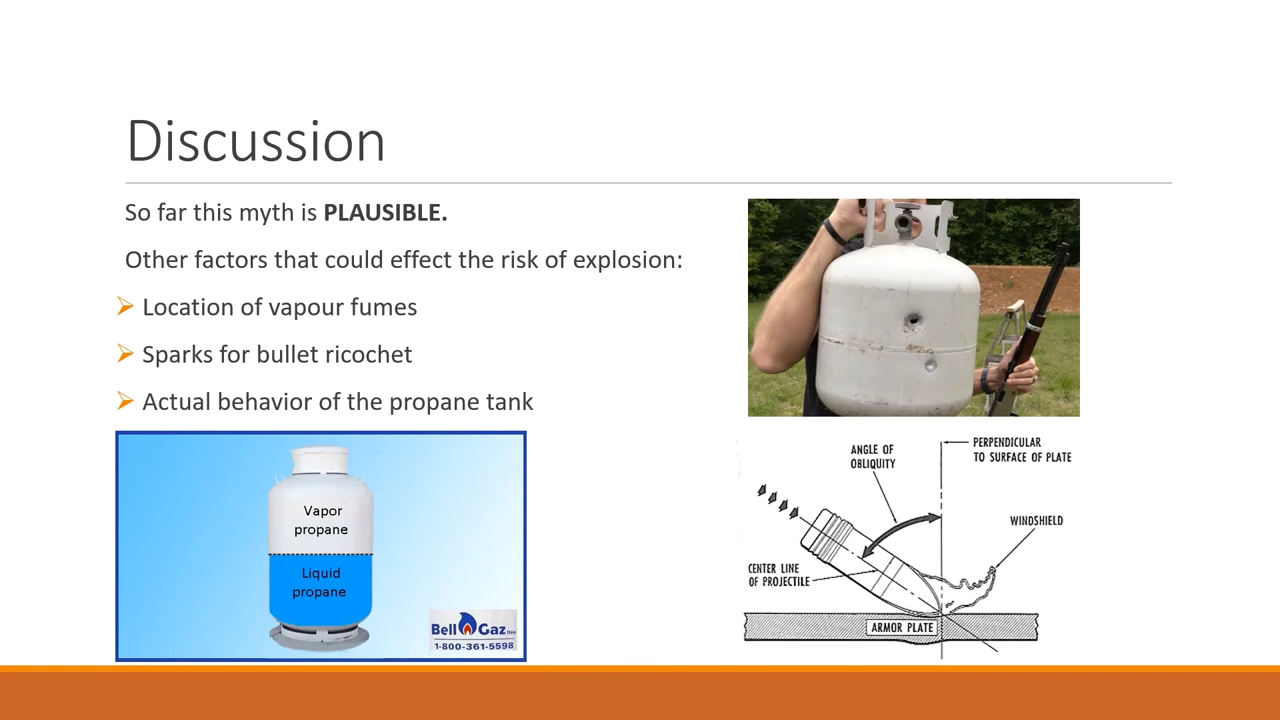 Discussion
So far this myth is PLAUSIBLE.
Other factors that could effect the risk of explosion:
Location of vapour fumes
Sparks for bullet ricochet
Actual behavior of the propane tank
Vapor
propane
Liquid
propane
Bell Gaz ltée
1-800-361-5598
ANGLE OF
OBLIQUITY
PERPENDICULAR
TO SURFACE OF PLATE
WINDSHIELD
CENTER LINE
OF PROJECTILE
ARMOR PLATE